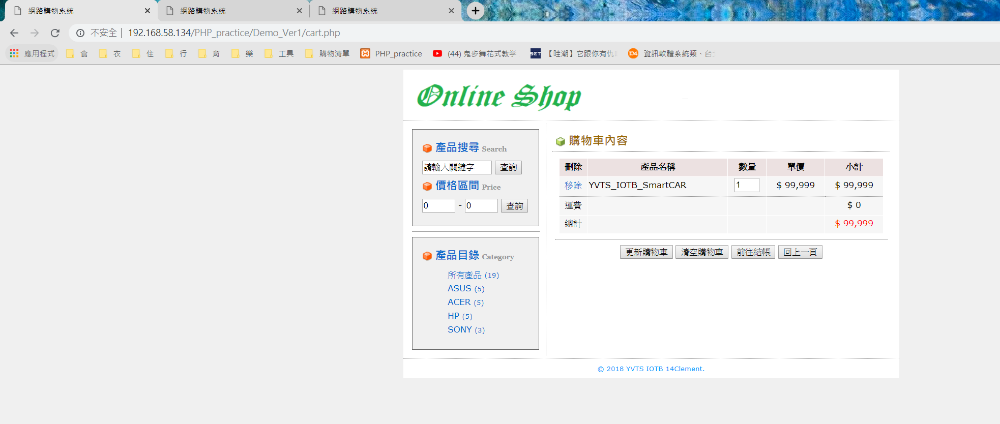 網路購物系統
網路購物系統
網路購物系統
不安全 | 192.168.58.134/PHP_practice/Demo_Ver1/cart.php
應用程式 食 衣 住 行 育 樂 工具 購物清單 PHP_practice (44) 鬼步舞花式教学 【哇潮】它跟你有仇 資訊軟體系統類、台
Online Shop
產品搜尋 Search
請輸入關鍵字 查詢
價格區間 Price
0 - 0 查詢
產品目錄 Category
所有產品 (19)
ASUS (5)
ACER (5)
HP (5)
SONY (3)
購物車內容
刪除 產品名稱 數量 單價 小計
移除 YVTS_IOTB_SmartCAR 1 $ 99,999 $ 99,999
運費 $ 0
總計 $ 99,999
更新購物車 清空購物車 前往結帳 回上一頁
© 2018 YVTS IOTB 14Clement.